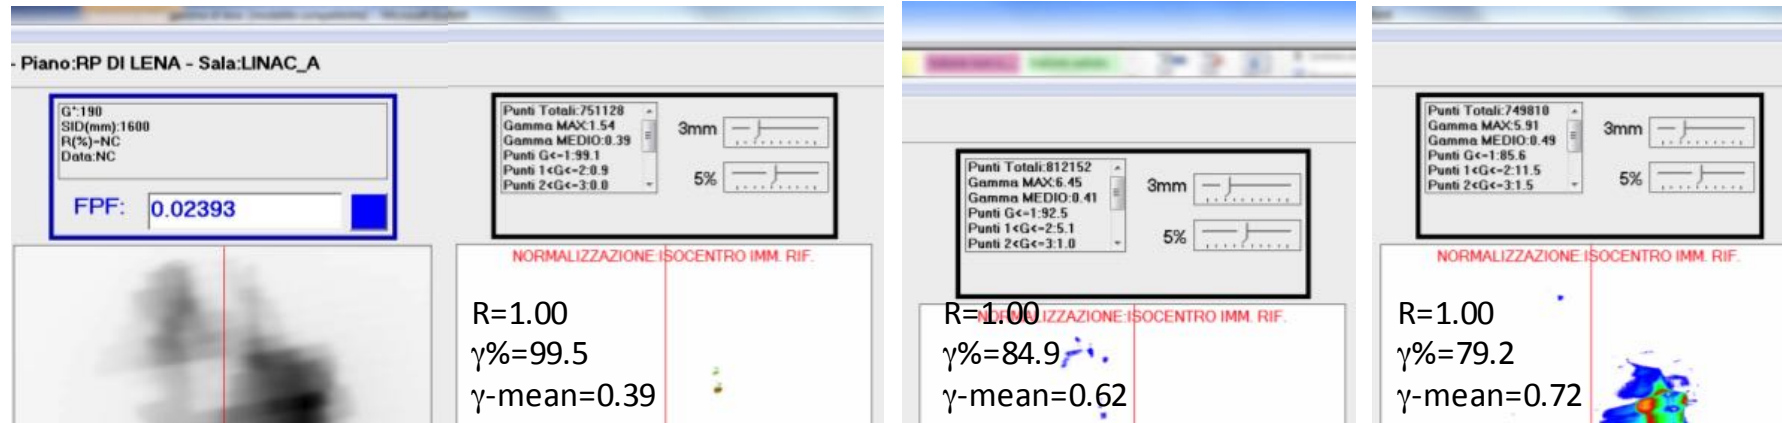 - Piano:RP DI LENA - Sala:LINAC_A
G°:190
SID(mm):1600
R(%)=NC
Data:NC
FPF: 0.02393
Punti Totali:751128
Gamma MAX:1.54
Gamma MEDIO:0.39
Punti G<=1:99.1
Punti 1<G<=2:0.9
Punti 2<G<=3:0.0
3mm
5%
NORMALIZZAZIONE:ISOCENTRO IMM. RIF.
R=1.00
γ%=99.5
γ-mean=0.39
Punti Totali:812152
Gamma MAX:6.45
Gamma MEDIO:0.41
Punti G<=1:92.5
Punti 1<G<=2:5.1
Punti 2<G<=3:1.0
3mm
5%
NORMALIZZAZIONE:ISOCENTRO IMM. RIF.
R=1.00
γ%=84.9
γ-mean=0.62
Punti Totali:749810
Gamma MAX:5.91
Gamma MEDIO:0.49
Punti G<=1:85.6
Punti 1<G<=2:11.5
Punti 2<G<=3:1.5
3mm
5%
NORMALIZZAZIONE:ISOCENTRO IMM. RIF.
R=1.00
γ%=79.2
γ-mean=0.72